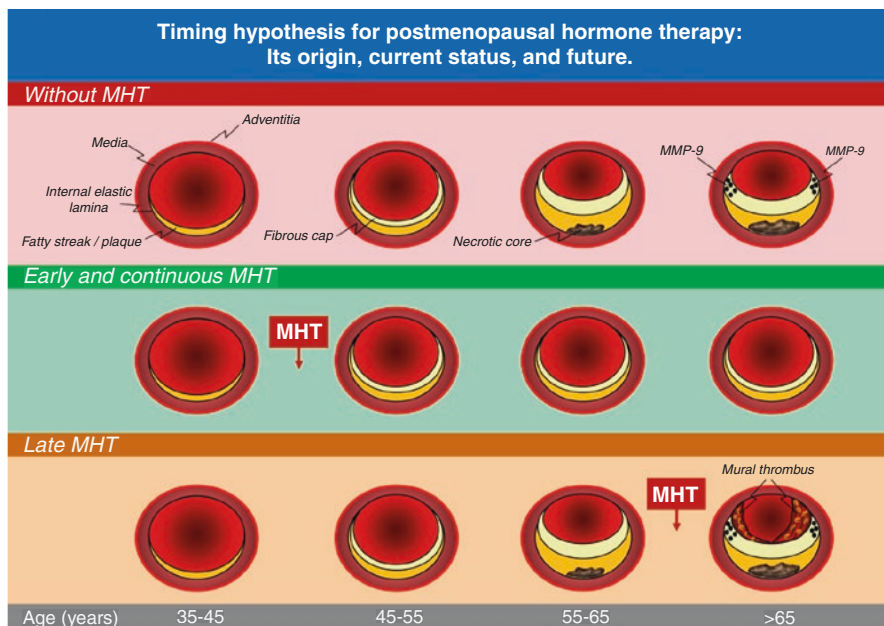 Timing hypothesis for postmenopausal hormone therapy:
Its origin, current status, and future.
Without MHT
Adventitia
Media
MMP-9
MMP-9
Internal elastic
lamina
Fatty streak / plaque
Fibrous cap
Necrotic core
Early and continuous MHT
MHT
Late MHT
Mural thrombus
MHT
Age (years) 35-45 45-55 55-65 >65